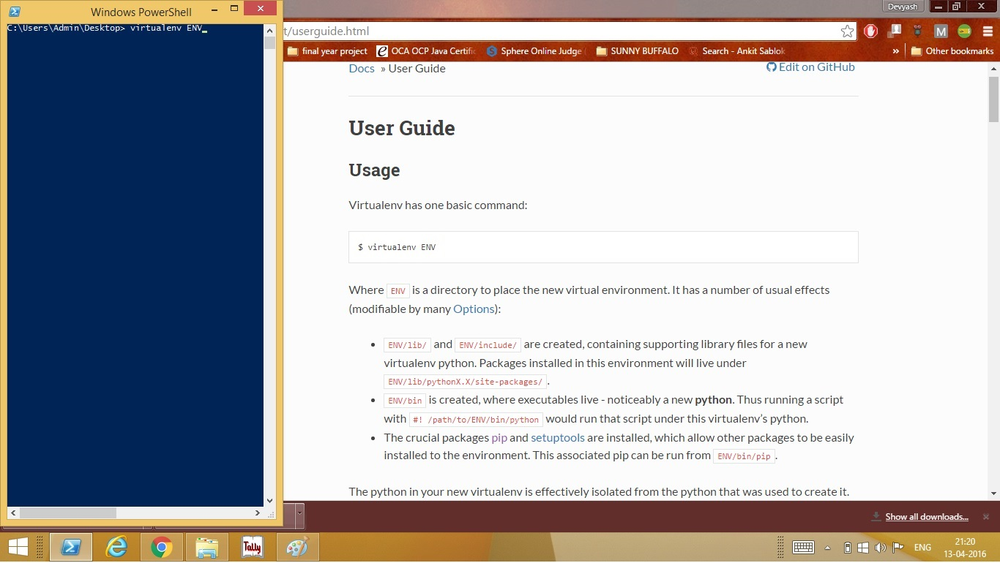 Windows PowerShell
C:\Users\Admin\Desktop> virtualenv ENV
Devyash
t/userguide.html
final year project
OCA OCP Java Certific
Sphere Online Judge
SUNNY BUFFALO
Search - Ankit Sablok
»
Other bookmarks
Docs » User Guide
Edit on GitHub
User Guide
Usage
Virtualenv has one basic command:
$ virtualenv ENV
Where ENV is a directory to place the new virtual environment. It has a number of usual effects
(modifiable by many Options):
• ENV/lib/ and ENV/include/ are created, containing supporting library files for a new
virtualenv python. Packages installed in this environment will live under
ENV/lib/pythonX.X/site-packages/ .
• ENV/bin is created, where executables live - noticeably a new python. Thus running a script
with #! /path/to/ENV/bin/python would run that script under this virtualenv’s python.
• The crucial packages pip and setuptools are installed, which allow other packages to be easily
installed to the environment. This associated pip can be run from ENV/bin/pip .
The python in your new virtualenv is effectively isolated from the python that was used to create it.
Show all downloads...
Tally
ENG
21:20
13-04-2016